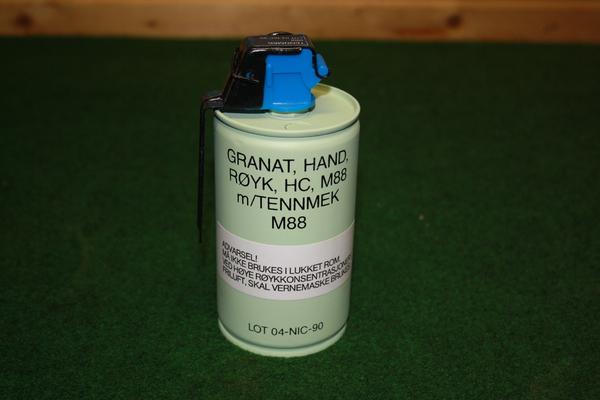 GRANAT, HAND,
RØYK, HC, M88
m/TENNMEK
M88
ADVARSEL!
MÅ IKKE BRUKES I LUKKET ROM.
VED HØYE RØYKKONSENTRASJONER
FRILUFT, SKAL VERNEMASKE BRUKES
LOT 04-NIC-90